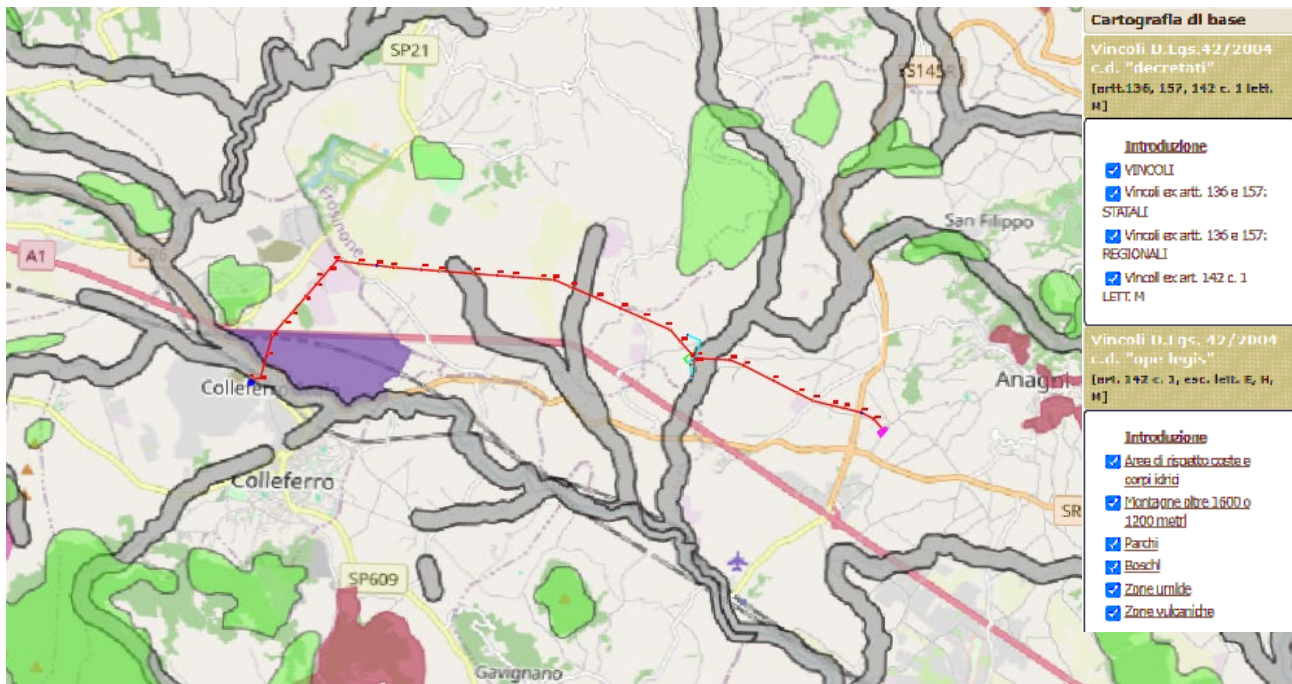 SP21
SS145R
Frosinone
San Filippo
A1
Colleferro
Anagni
Colleferro
SR
SP609
Gavignano
Cartografia di base
Vincoli D.Lgs.42/2004
c.d. "decretati"
[artt.136, 157, 142 c. 1 lett.
M]
Introduzione
VINCOLI
Vincoli ex artt. 136 e 157:
STATALI
Vincoli ex artt. 136 e 157:
REGIONALI
Vincoli ex art. 142 c. 1
LETT. M
Vincoli D.Lgs. 42/2004
c.d. "ope legis"
[art. 142 c. 1, esc. lett. E, H,
M]
Introduzione
Aree di rispetto coste e
corpi idrici
Montagne oltre 1600 o
1200 metri
Parchi
Boschi
Zone umide
Zone vulcaniche